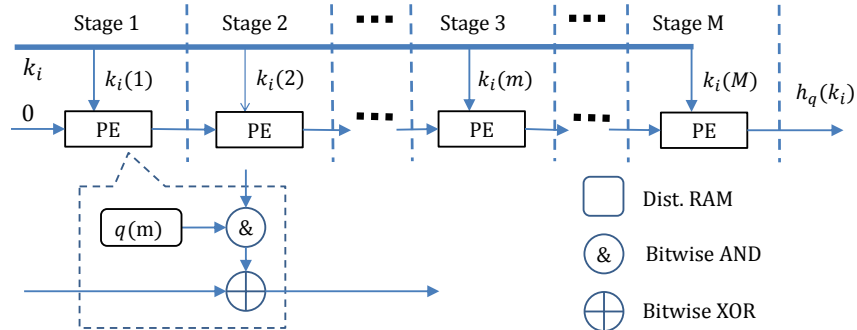 Stage 1 Stage 2 Stage 3 Stage M
k_i k_i(1) k_i(2) k_i(m) k_i(M) h_q(k_i)
0 PE PE PE PE
Dist. RAM
q(m) & & Bitwise AND
Bitwise XOR